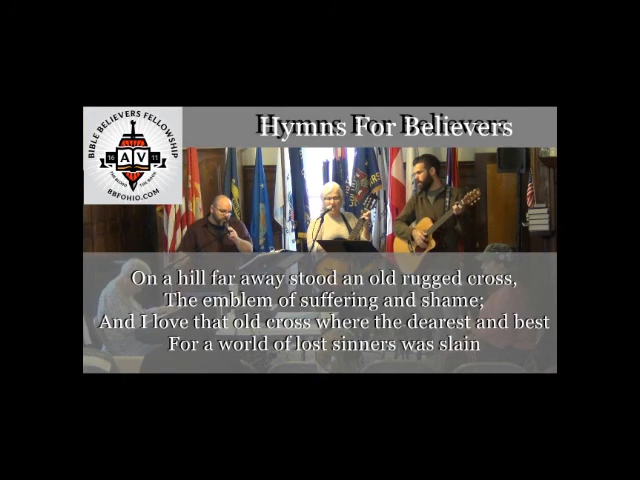 Hymns For Believers
BIBLE BELIEVERS FELLOWSHIP
16 AV 11
BBFOHIO.COM
On a hill far away stood an old rugged cross,
The emblem of suffering and shame;
And I love that old cross where the dearest and best
For a world of lost sinners was slain